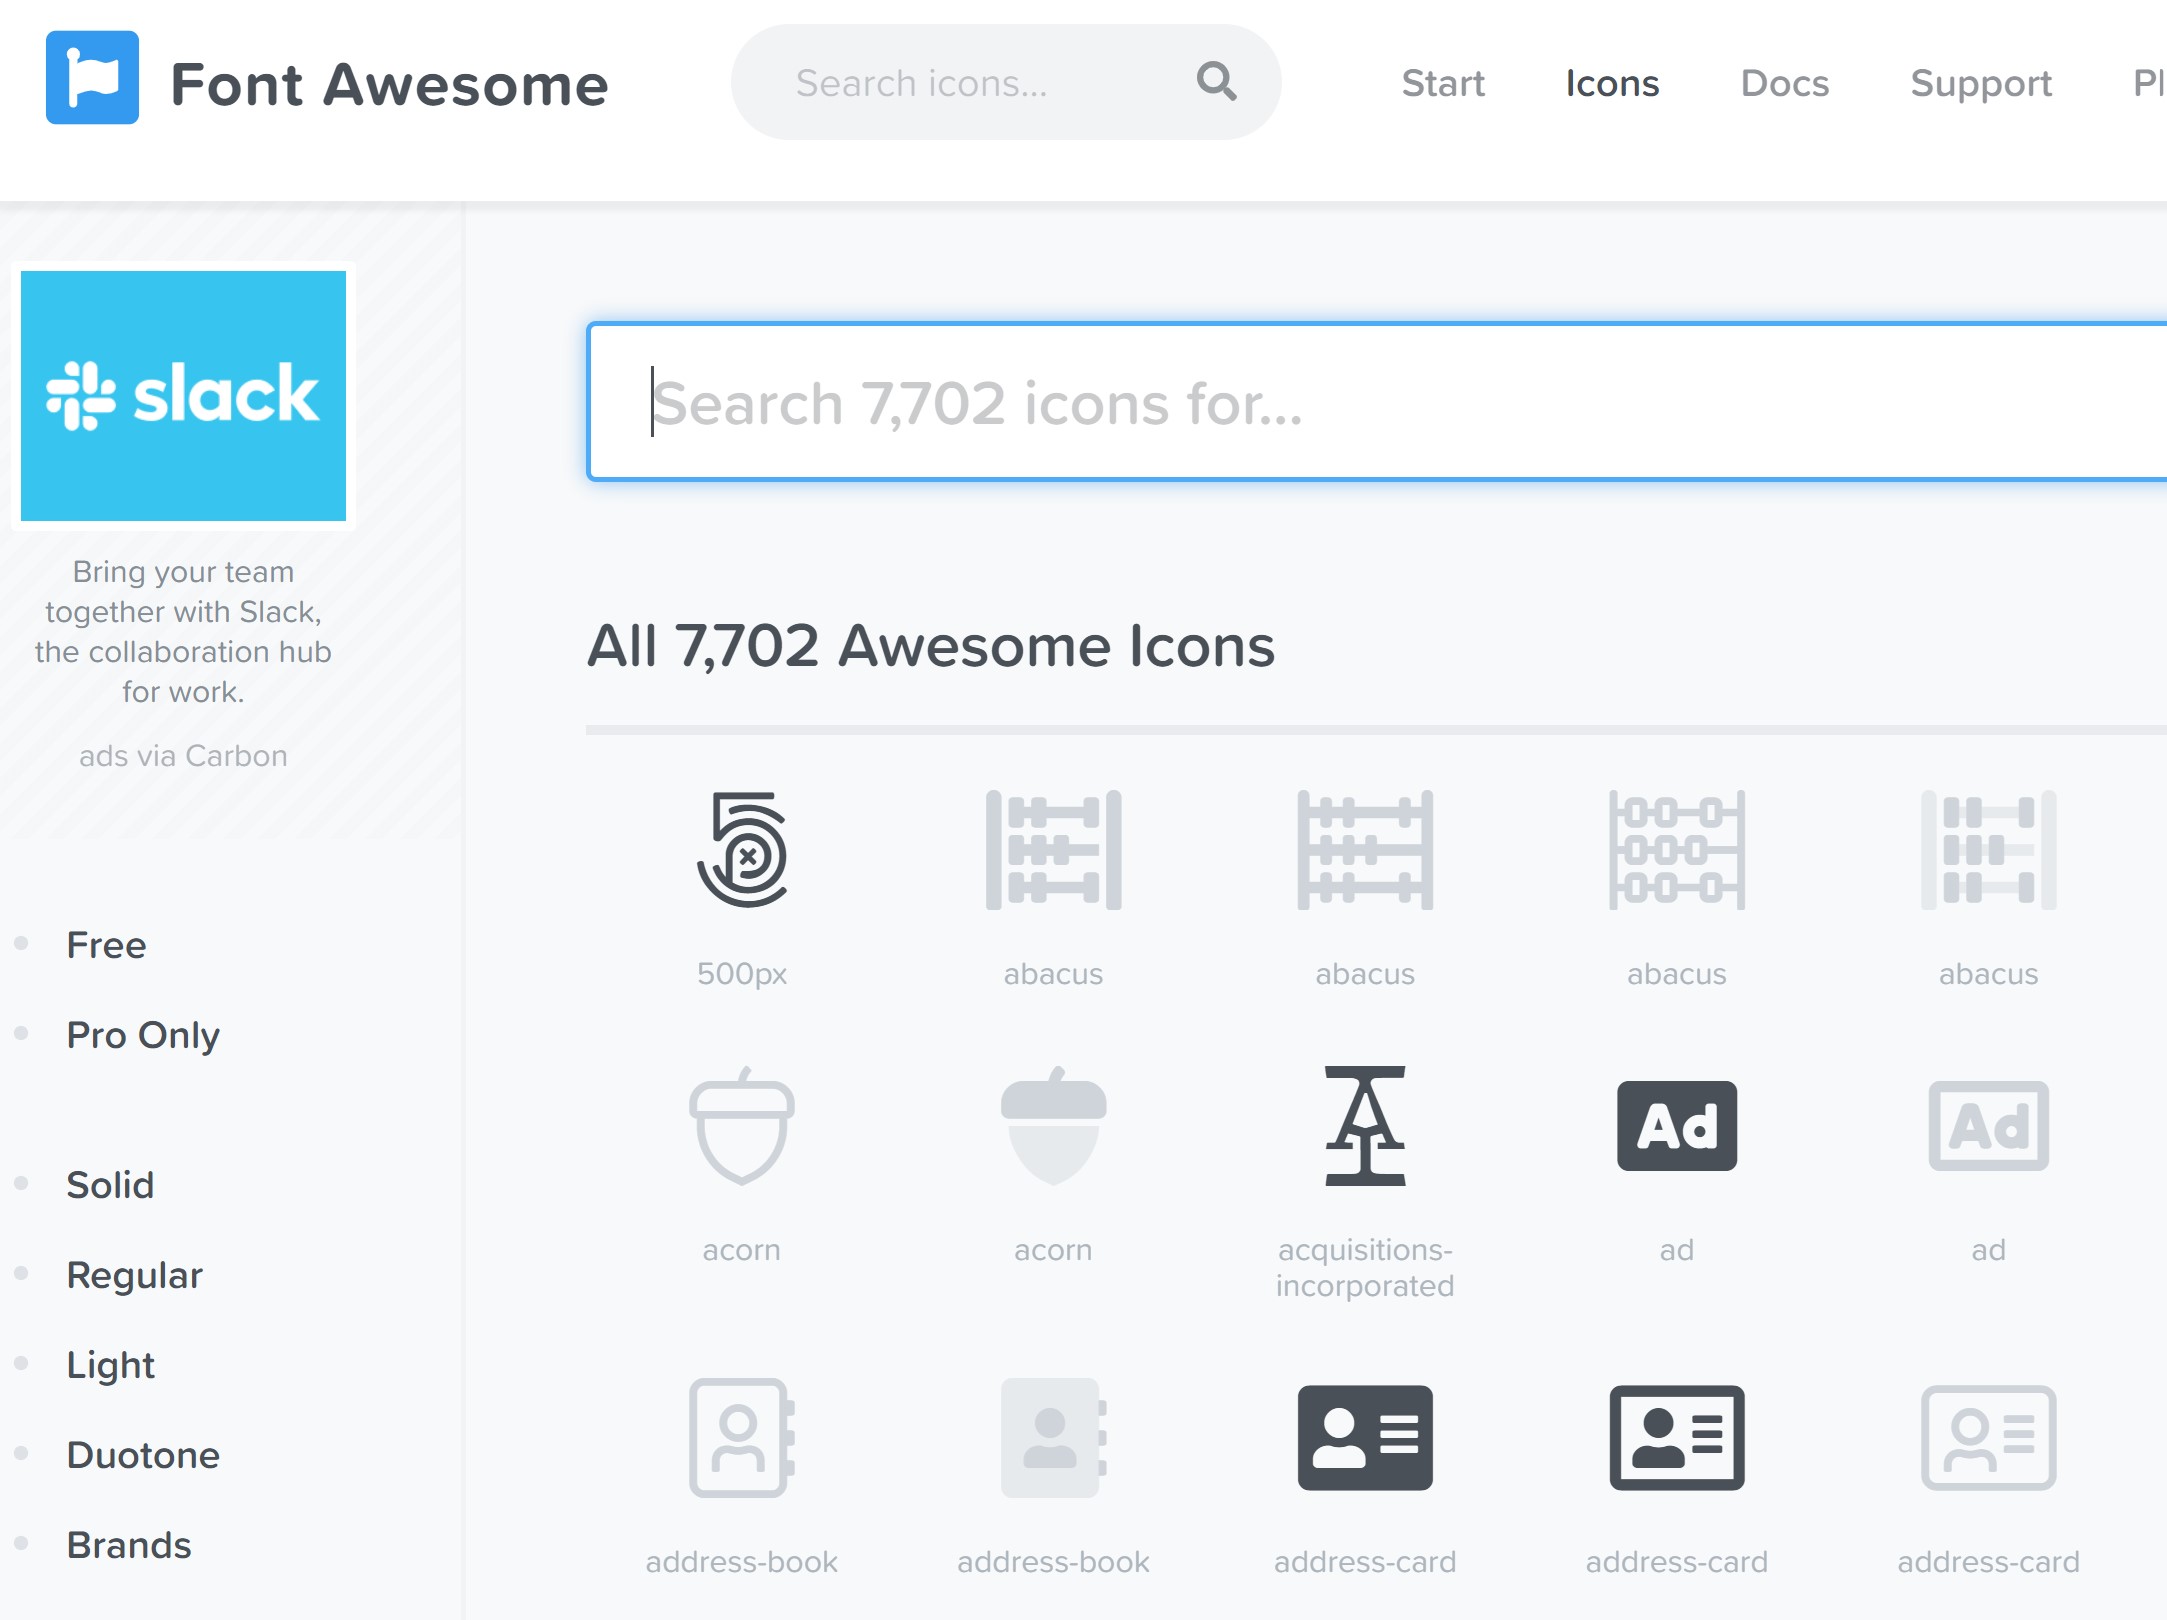 Font Awesome
Search icons...
Start
Icons
Docs
Support
Pl
slack
Bring your team
together with Slack,
the collaboration hub
for work.
ads via Carbon
Free
Pro Only
Solid
Regular
Light
Duotone
Brands
Search 7,702 icons for...
All 7,702 Awesome Icons
500px
abacus
abacus
abacus
abacus
Ad
Ad
acorn
acorn
acquisitions-
incorporated
ad
ad
address-book
address-book
address-card
address-card
address-card